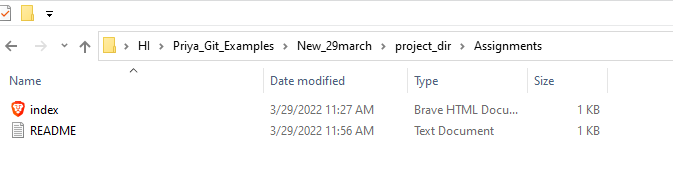 HI > Priya_Git_Examples > New_29march > project_dir > Assignments
Name Date modified Type Size
index 3/29/2022 11:27 AM Brave HTML Docu... 1 KB
README 3/29/2022 11:56 AM Text Document 1 KB